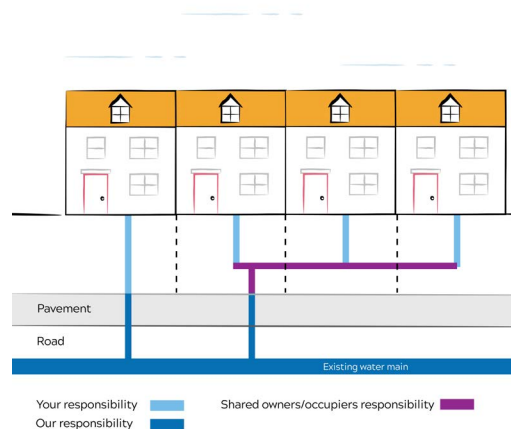 Pavement
Road
Existing water main
Your responsibility
Shared owners/occupiers responsibility
Our responsibility